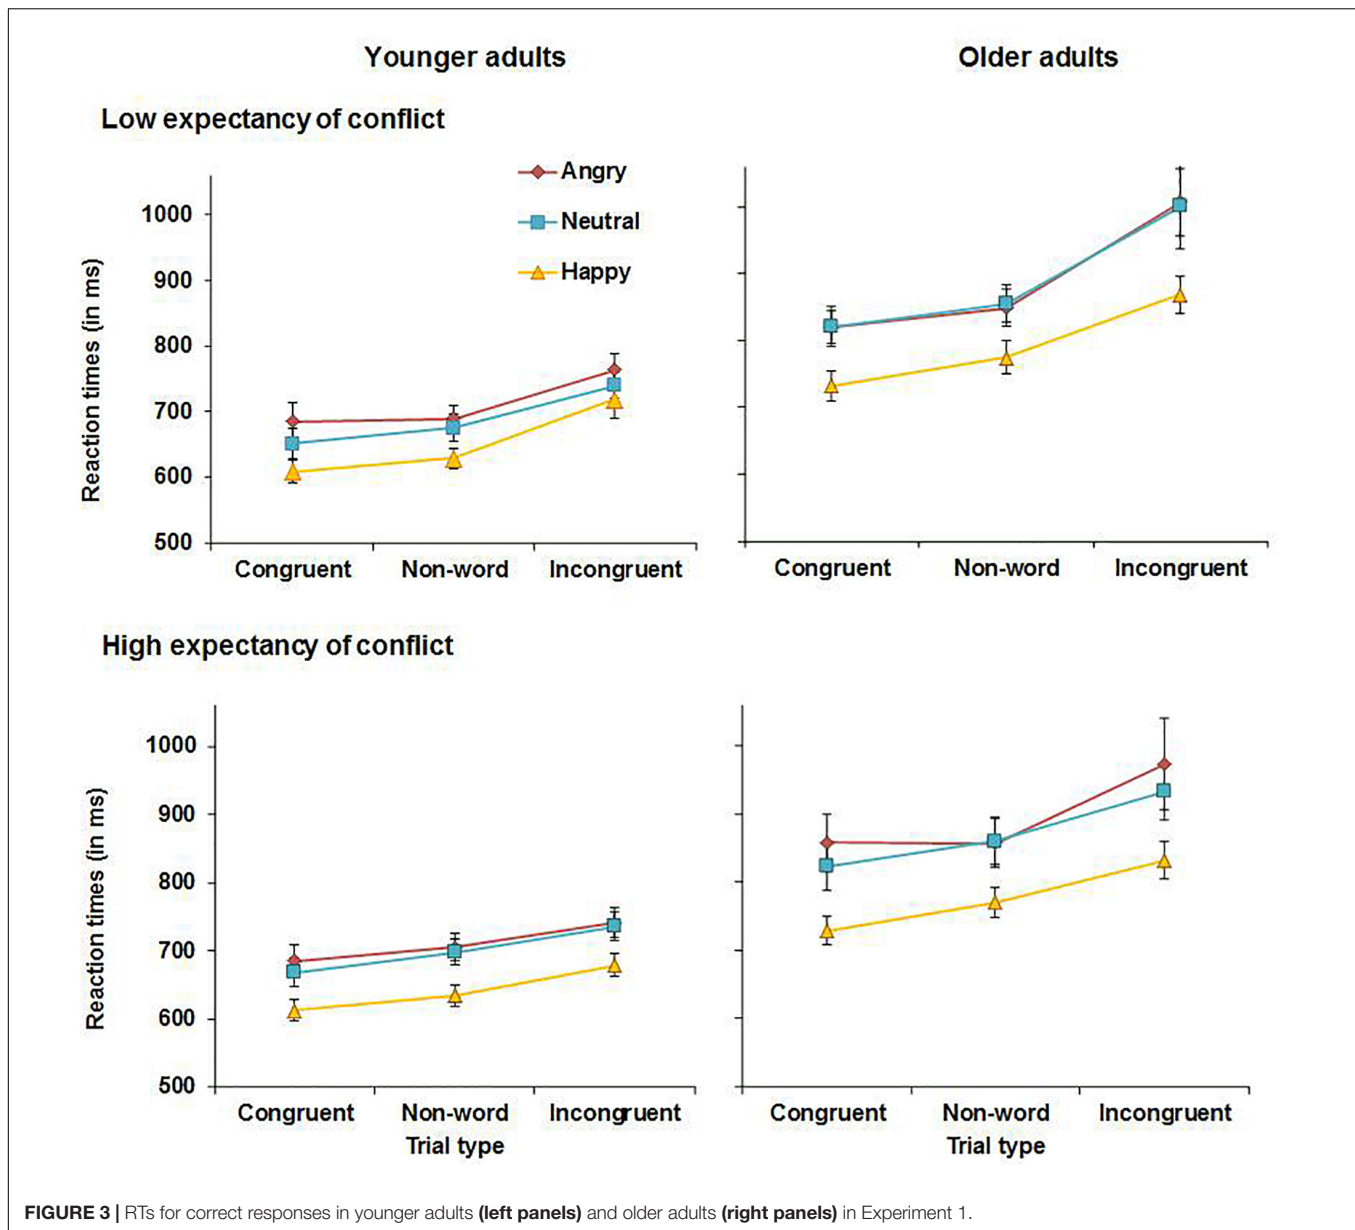 Younger adults
Older adults
Low expectancy of conflict
Angry
Neutral
Happy
Reaction times (in ms)
1000
900
800
700
600
500
Congruent Non-word Incongruent
Congruent Non-word Incongruent
High expectancy of conflict
Reaction times (in ms)
1000
900
800
700
600
500
Congruent Non-word Incongruent
Trial type
Congruent Non-word Incongruent
Trial type
FIGURE 3 | RTs for correct responses in younger adults (left panels) and older adults (right panels) in Experiment 1.